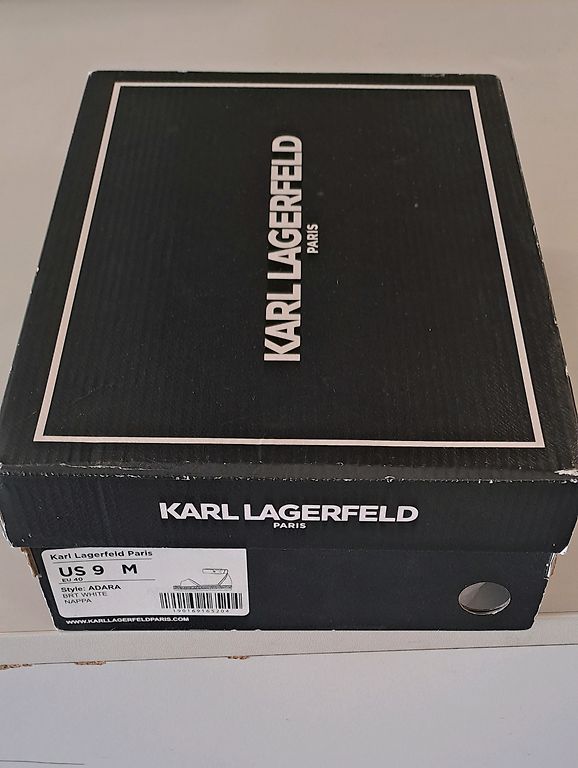 KARL LAGERFELD
PARIS
KARL LAGERFELD
PARIS
Karl Lagerfeld Paris
US 9 M
EU 40
Style: ADARA
BRT WHITE
NAPPA
190169165204
WWW.KARLLAGERFELDPARIS.COM